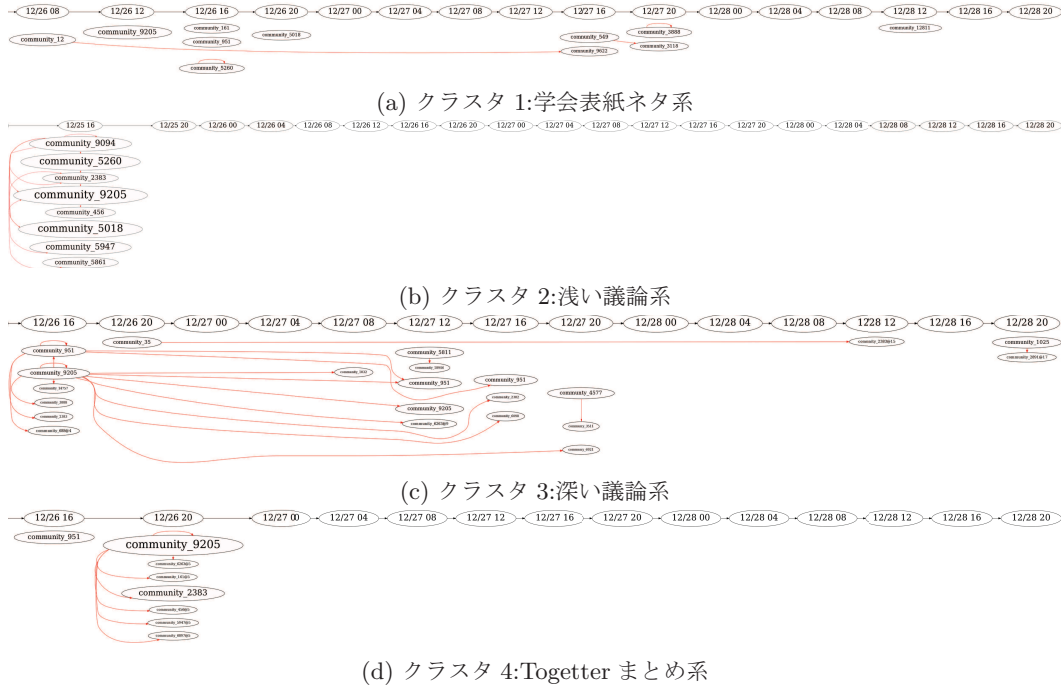 12/26 08 12/26 12 12/26 16 12/26 20 12/27 00 12/27 04 12/27 08 12/27 12 12/27 16 12/27 20 12/28 00 12/28 04 12/28 08 12/28 12 12/28 16 12/28 20
community_12 community_9205 community_161 community_951 community_5018 community_549 community_9622 community_3888 community_3118 community_12811
community_5260
(a) クラスタ 1:学会表紙ネタ系
12/25 16 12/25 20 12/26 00 12/26 04 12/26 08 12/26 12 12/26 16 12/26 20 12/27 00 12/27 04 12/27 08 12/27 12 12/27 16 12/27 20 12/28 00 12/28 04 12/28 08 12/28 12 12/28 16 12/28 20
community_9094
community_5260
community_2383
community_9205
community_456
community_5018
community_5947
community_5861
(b) クラスタ 2:浅い議論系
12/26 16 12/26 20 12/27 00 12/27 04 12/27 08 12/27 12 12/27 16 12/27 20 12/28 00 12/28 04 12/28 08 12/28 12 12/28 16 12/28 20
community_35 community_1025
community_951 community_5811
community_9205 community_951 community_951
community_4577
community_9205
(c) クラスタ 3:深い議論系
12/26 16 12/26 20 12/27 00 12/27 04 12/27 08 12/27 12 12/27 16 12/27 20 12/28 00 12/28 04 12/28 08 12/28 12 12/28 16 12/28 20
community_951
community_9205
community_2383
(d) クラスタ 4:Togetter まとめ系